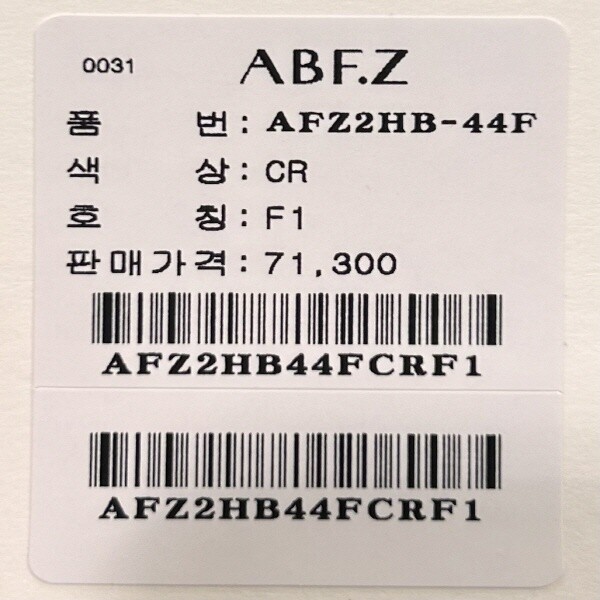 0031 ABF.Z
품 번 : AFZ2HB-44F
색 상 : CR
호 칭 : F1
판매가격 : 71,300
AFZ2HB44FCRF1
AFZ2HB44FCRF1